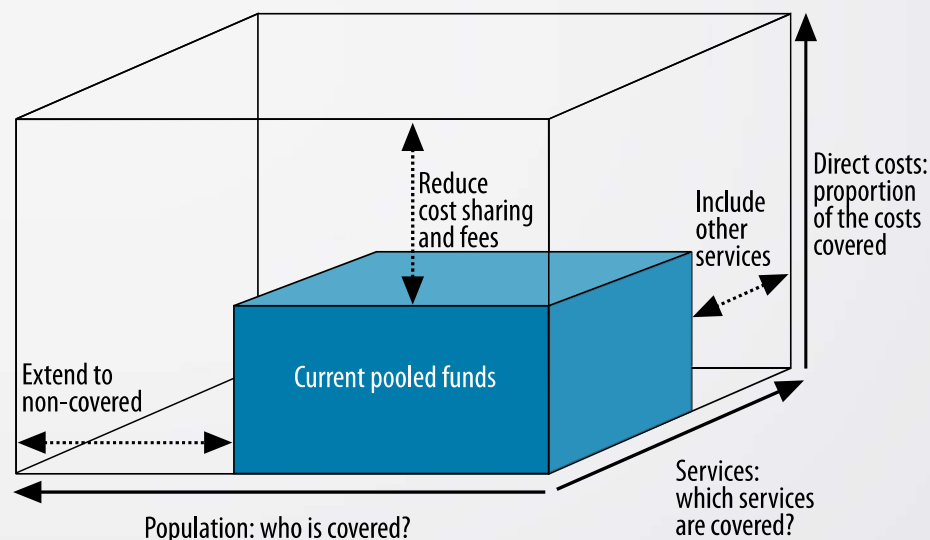 Reduce
cost sharing
and fees
Include
other
services
Direct costs:
proportion
of the costs
covered
Extend to
non-covered
Current pooled funds
Services:
which services
are covered?
Population: who is covered?